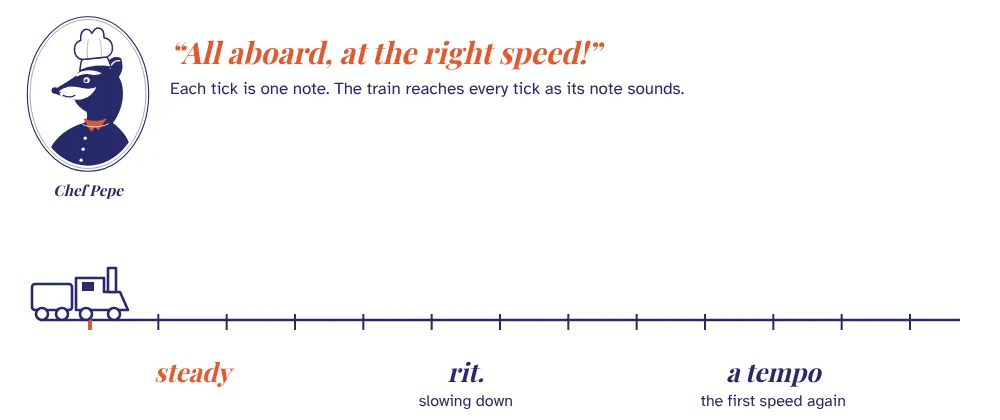 “All aboard, at the right speed!”
Each tick is one note. The train reaches every tick as its note sounds.
Chef Pepe
steady
rit.
a tempo
slowing down
the first speed again